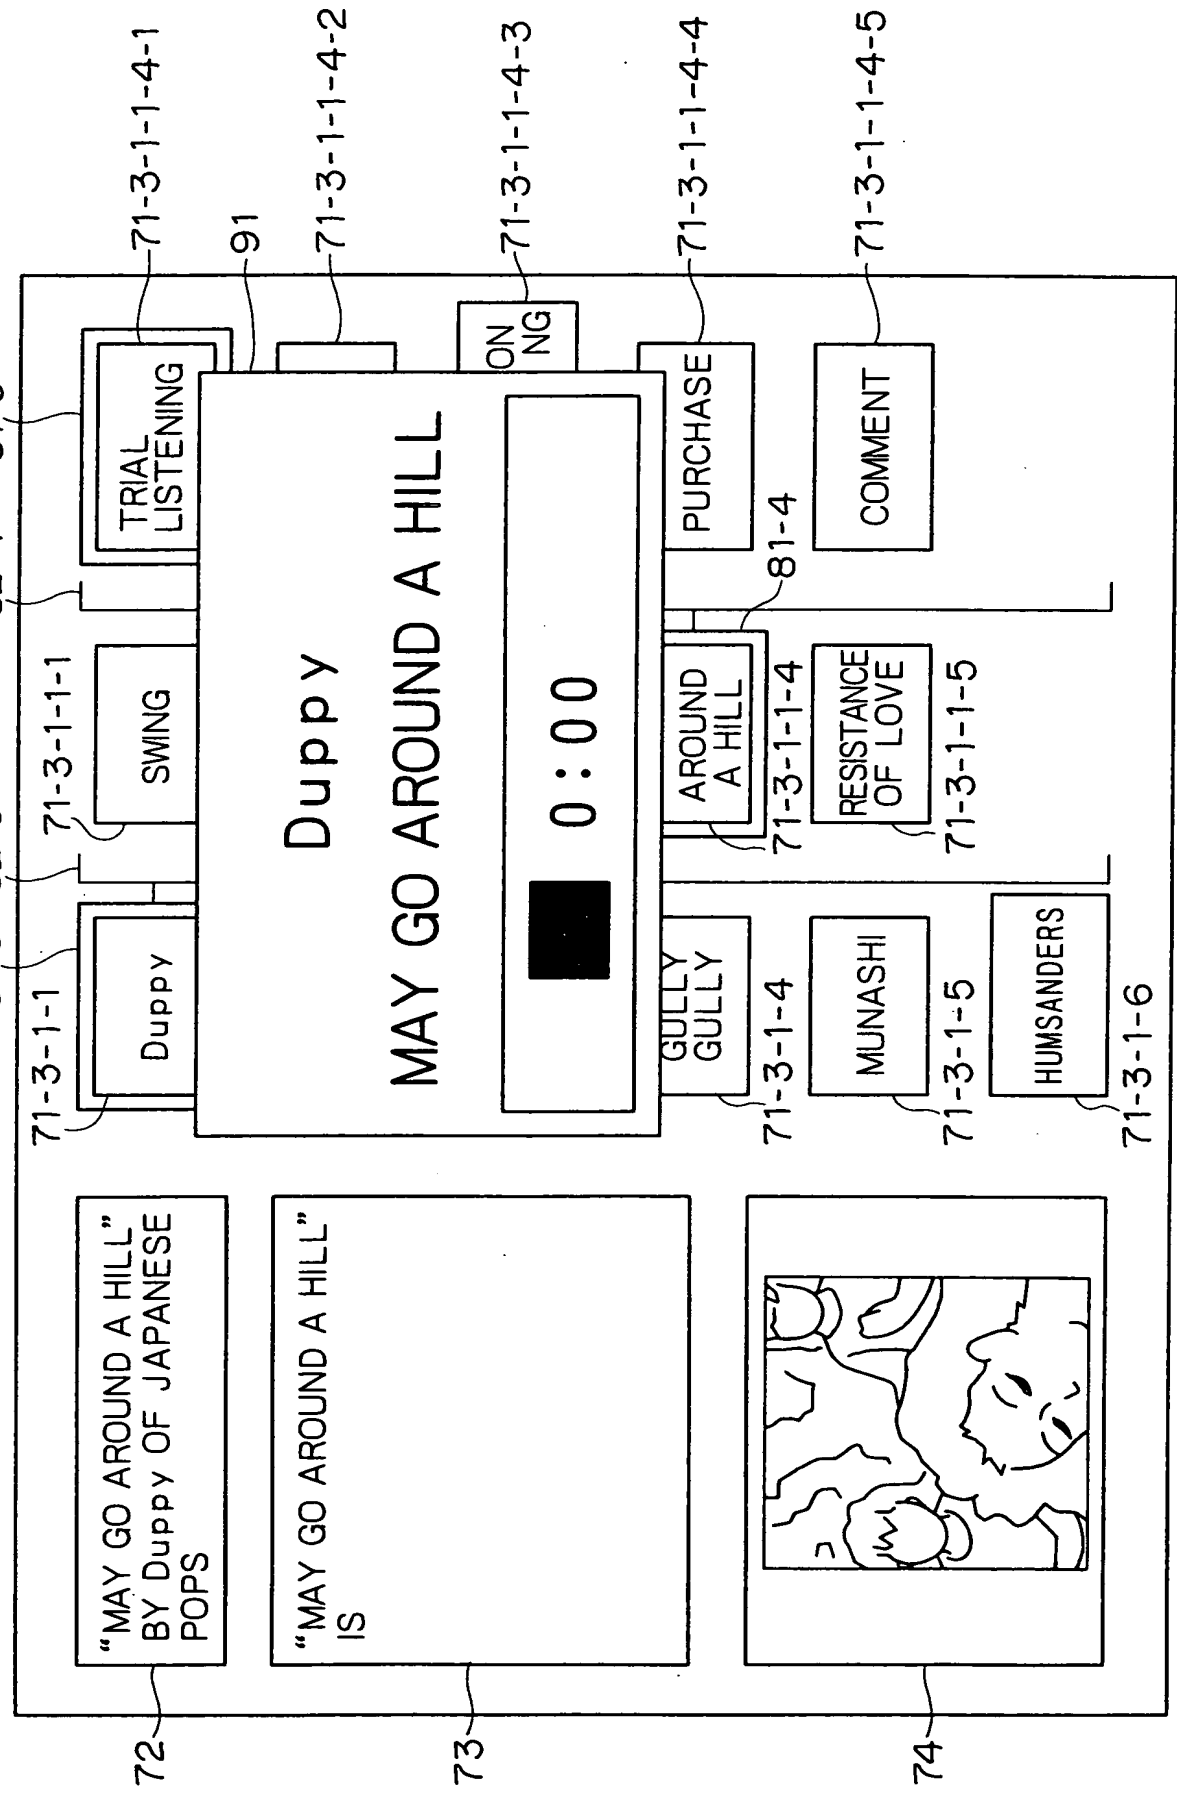 71-3-1-1
71-3-1-1-1
71-3-1-1-4-1
91
71-3-1-1-4-2
71-3-1-1-4-3
71-3-1-1-4-4
71-3-1-1-4-5
72
"MAY GO AROUND A HILL"
BY Duppy OF JAPANESE
POPS
73
"MAY GO AROUND A HILL"
IS
74
Duppy
SWING
TRIAL
LISTENING
Duppy
MAY GO AROUND A HILL
0:00
ON
NG
GULLY
GULLY
71-3-1-4
AROUND
A HILL
71-3-1-1-4
81-4
PURCHASE
MUNASHI
71-3-1-5
RESISTANCE
OF LOVE
71-3-1-1-5
COMMENT
HUMSANDERS
71-3-1-6